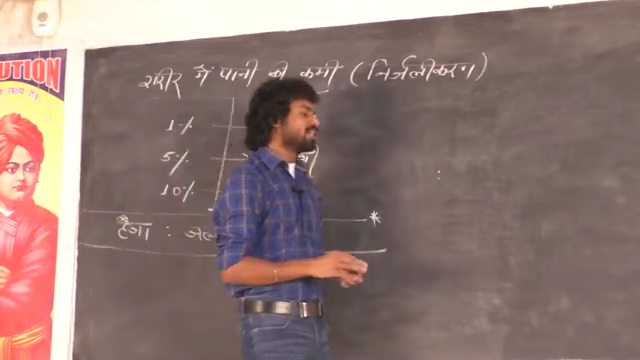 UTION
शरीर में पानी की कमी (निर्जलीकरण)
1%
5%
10%
हैजा :
*